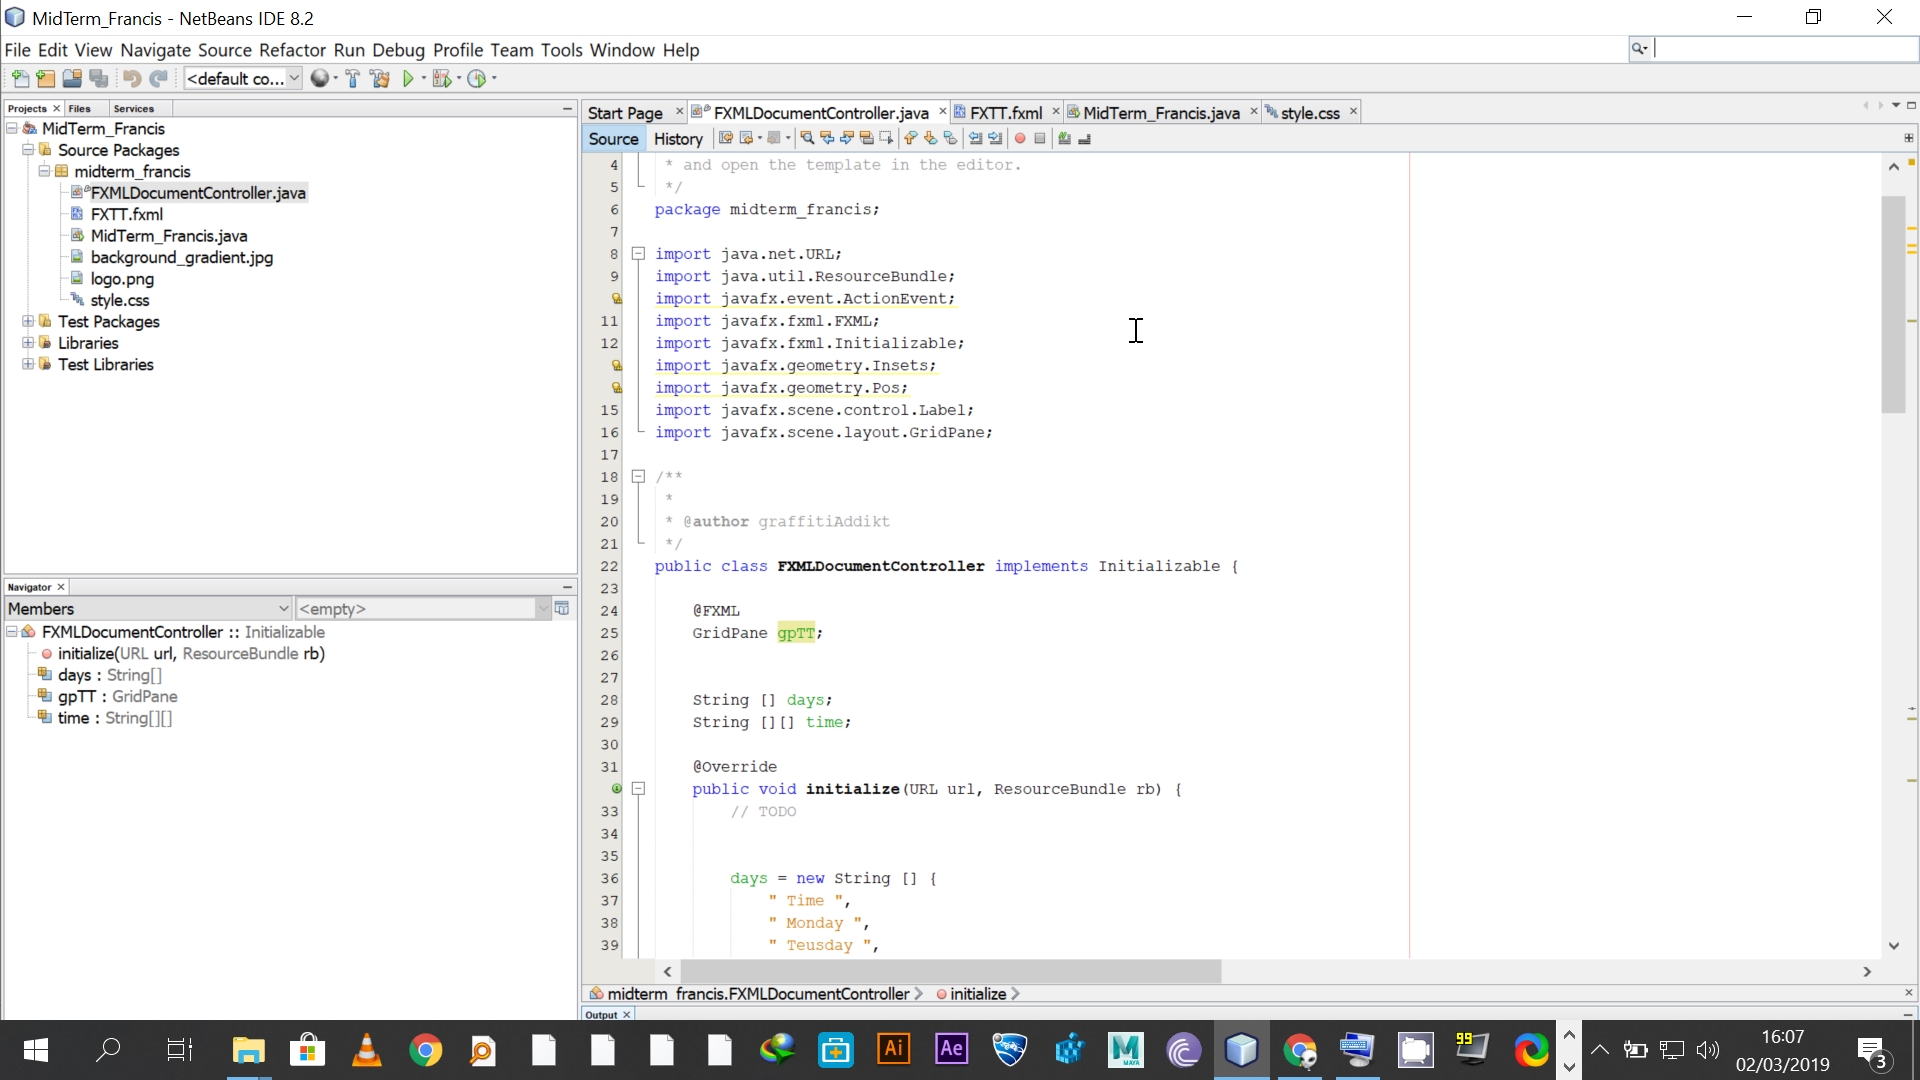 MidTerm_Francis - NetBeans IDE 8.2
File Edit View Navigate Source Refactor Run Debug Profile Team Tools Window Help
<default co...
Projects Files Services
MidTerm_Francis
Source Packages
midterm_francis
FXMLDocumentController.java
FXTT.fxml
MidTerm_Francis.java
background_gradient.jpg
logo.png
style.css
Test Packages
Libraries
Test Libraries
Navigator
Members <empty>
FXMLDocumentController :: Initializable
initialize(URL url, ResourceBundle rb)
days : String[]
gpTT : GridPane
time : String[][]
Start Page FXMLDocumentController.java FXTT.fxml MidTerm_Francis.java style.css
Source History
4 * and open the template in the editor.
5 */
6 package midterm_francis;
7
8 import java.net.URL;
9 import java.util.ResourceBundle;
import javafx.event.ActionEvent;
11 import javafx.fxml.FXML;
12 import javafx.fxml.Initializable;
import javafx.geometry.Insets;
import javafx.geometry.Pos;
15 import javafx.scene.control.Label;
16 import javafx.scene.layout.GridPane;
17
18 /**
19 *
20 * @author graffitiAddikt
21 */
22 public class FXMLDocumentController implements Initializable {
23
24 @FXML
25 GridPane gpTT;
26
27
28 String [] days;
29 String [][] time;
30
31 @Override
public void initialize(URL url, ResourceBundle rb) {
33 // TODO
34
35
36 days = new String [] {
37 " Time ",
38 " Monday ",
39 " Teusday ",
midterm_francis.FXMLDocumentController initialize
Output
Ai
Ae
M
MAYA
99
16:07
02/03/2019
3